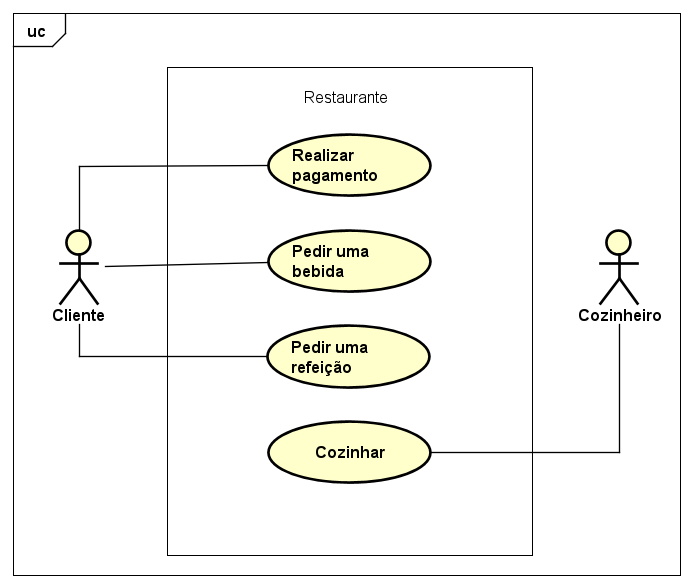 uc
Restaurante
Realizar
pagamento
Pedir uma
bebida
Cliente
Cozinheiro
Pedir uma
refeição
Cozinhar